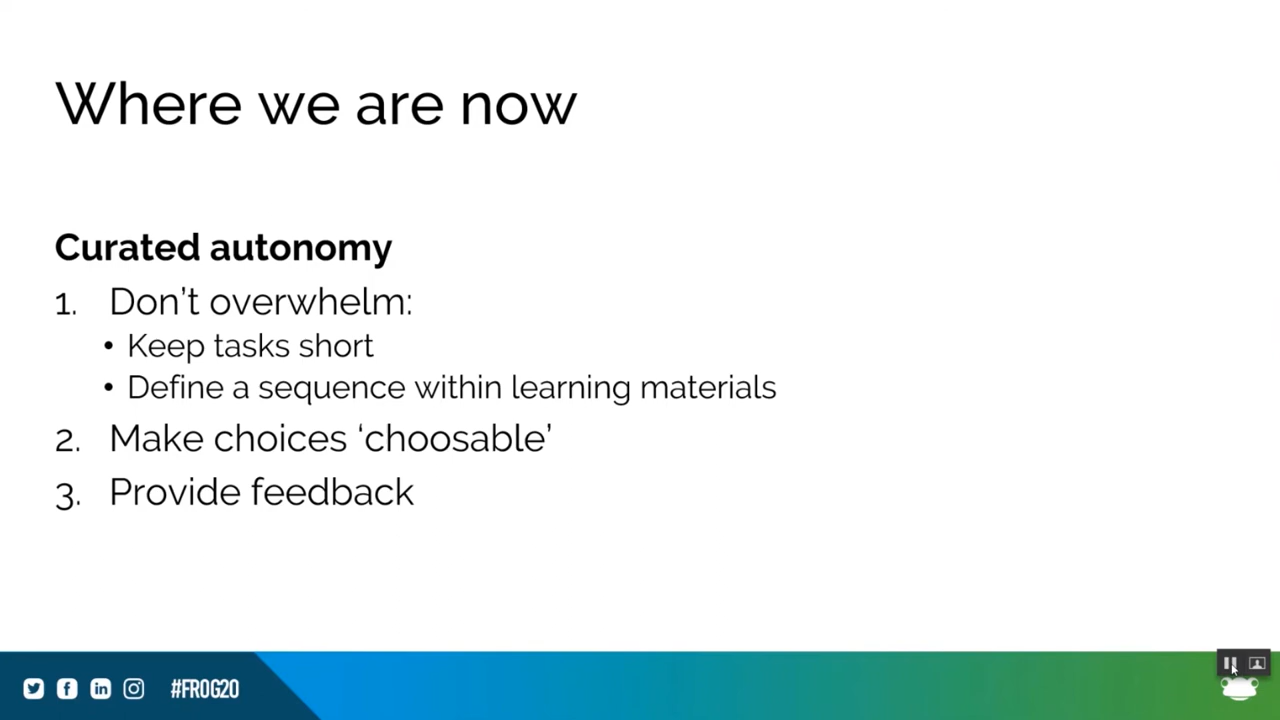 Where we are now
Curated autonomy
1. Don't overwhelm:
• Keep tasks short
• Define a sequence within learning materials
2. Make choices ‘choosable’
3. Provide feedback
#FROG20